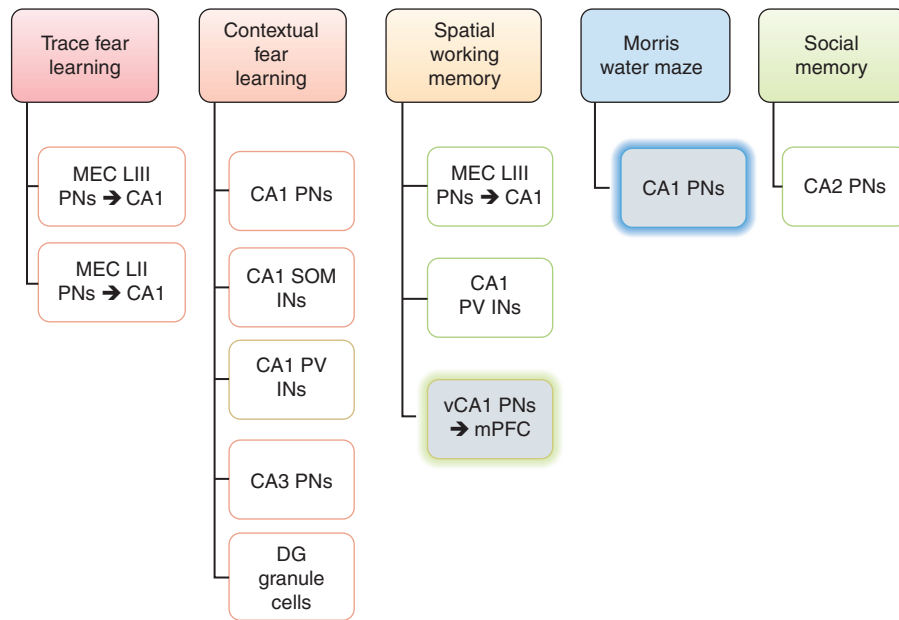 Trace fear
learning
MEC LIII
PNs ➔ CA1
MEC LII
PNs ➔ CA1
Contextual
fear
learning
CA1 PNs
CA1 SOM
INs
CA1 PV
INs
CA3 PNs
DG
granule
cells
Spatial
working
memory
MEC LIII
PNs ➔ CA1
CA1
PV INs
vCA1 PNs
➔ mPFC
Morris
water maze
CA1 PNs
Social
memory
CA2 PNs